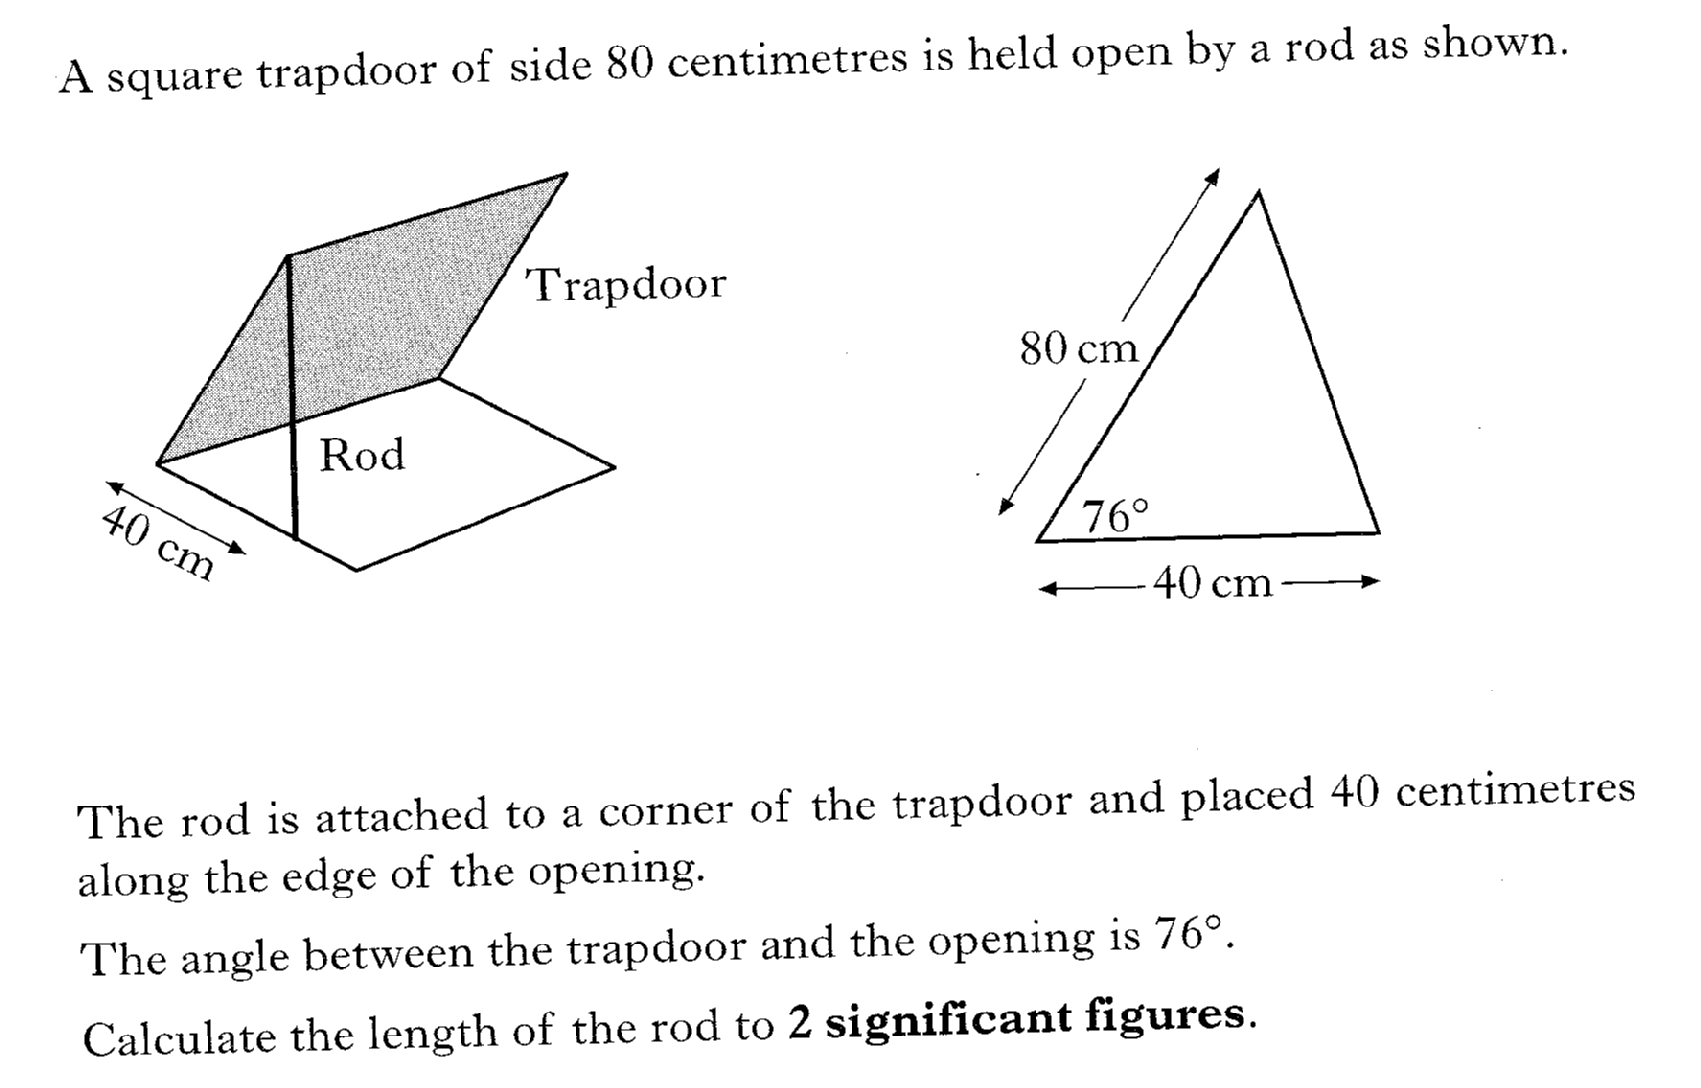 A square trapdoor of side 80 centimetres is held open by a rod as shown.
Trapdoor
80 cm
Rod
76°
40 cm
40 cm
The rod is attached to a corner of the trapdoor and placed 40 centimetres
along the edge of the opening.
The angle between the trapdoor and the opening is 76°.
Calculate the length of the rod to 2 significant figures.